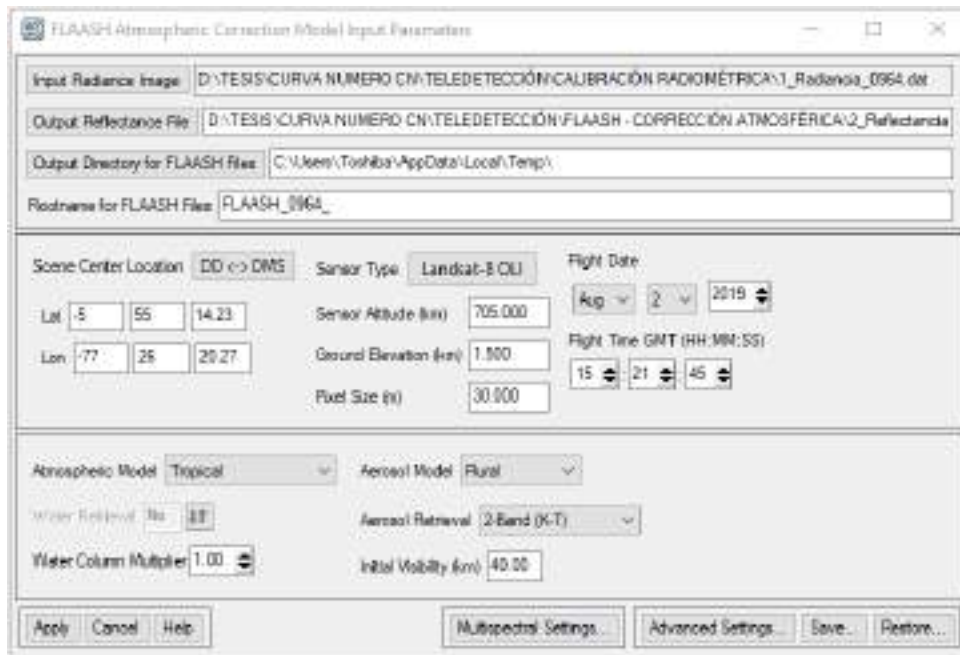 FLAASH Atmospheric Correction Model Input Parameters
Input Radiance Image D:\TESIS\CURVA NUMERO CN\TELEDETECCIÓN\CALIBRACIÓN RADIOMÉTRICA\1_Radiancia_0964.dat
Output Reflectance File D:\TESIS\CURVA NUMERO CN\TELEDETECCIÓN\FLAASH - CORRECCIÓN ATMOSFÉRICA\2_Reflectancia
Output Directory for FLAASH Files C:\Users\Toshiba\AppData\Local\Temp\
Rootname for FLAASH Files FLAASH_0964_
Scene Center Location DD <-> DMS
Lat -5 55 14.23
Lon -77 26 20.27
Sensor Type Landsat-8 OLI
Sensor Altitude (km) 705.000
Ground Elevation (km) 1.500
Pixel Size (m) 30.000
Flight Date
Aug 2 2019
Flight Time GMT (HH:MM:SS)
15 : 21 : 45
Atmospheric Model Tropical
Water Retrieval No
Water Column Multiplier 1.00
Aerosol Model Rural
Aerosol Retrieval 2-Band (K-T)
Initial Visibility (km) 40.00
Apply Cancel Help Multispectral Settings... Advanced Settings... Save... Restore...